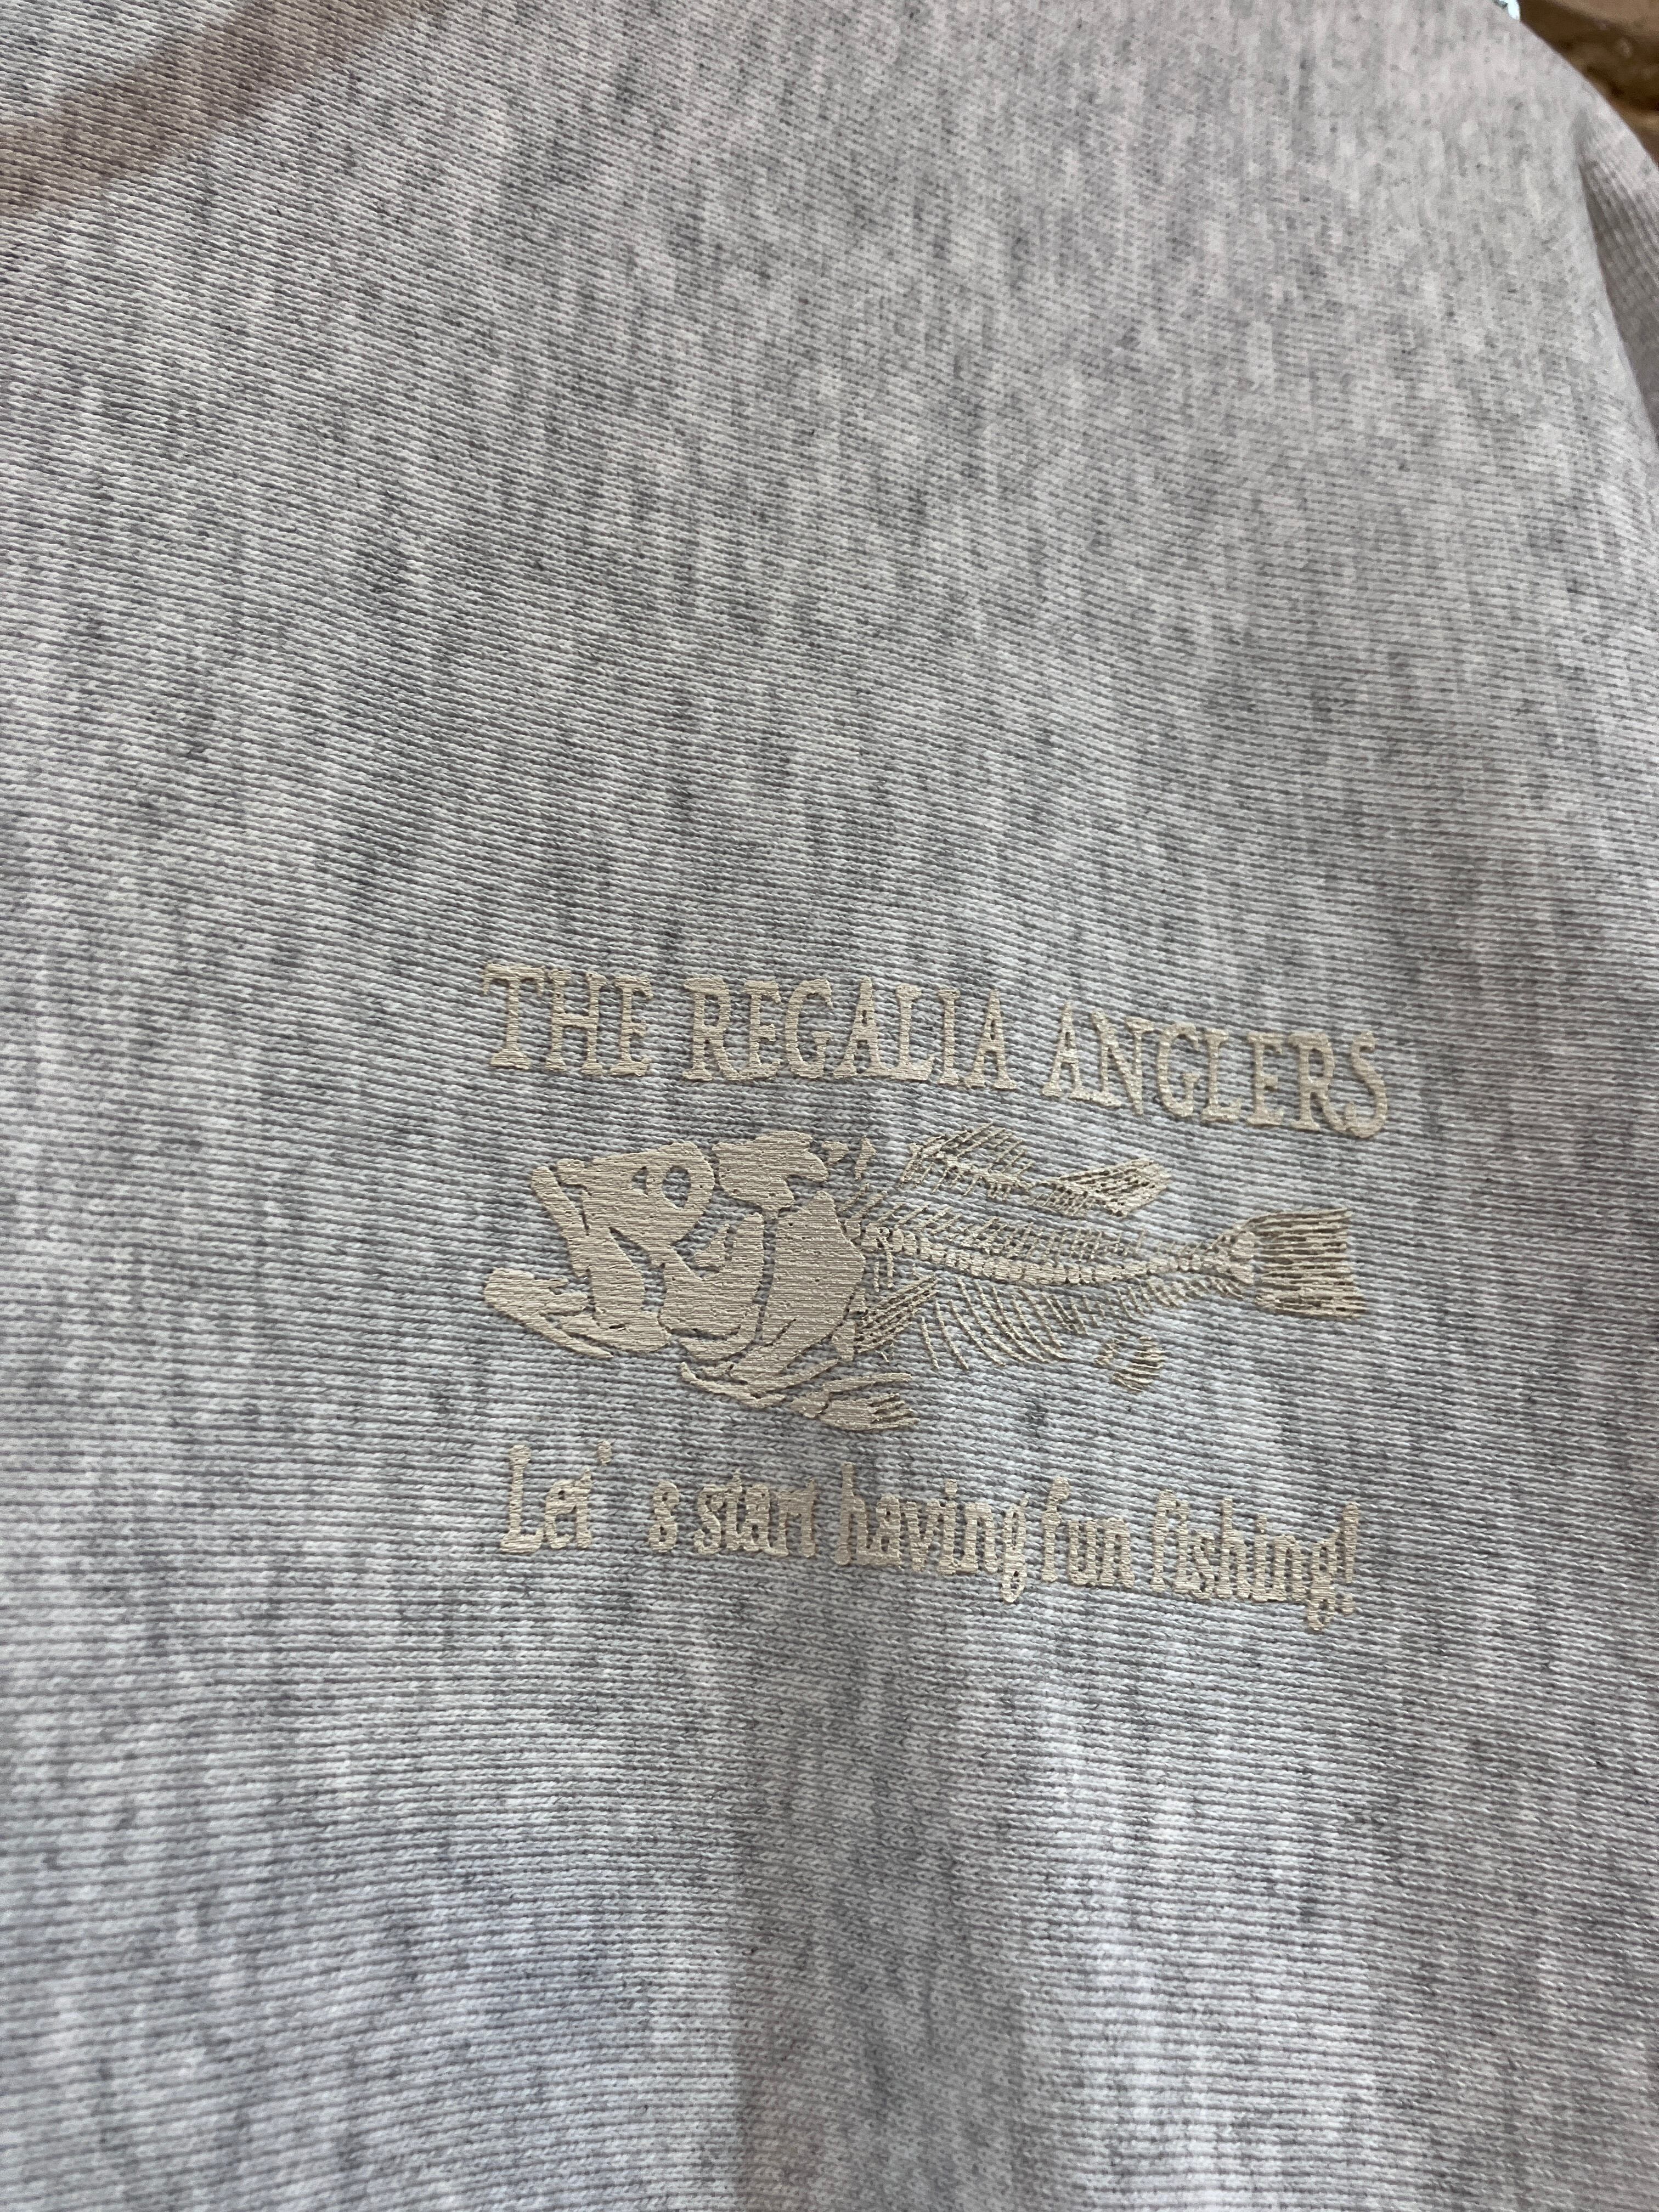 THE REGALIA ANGLERS
Let's start having fun fishing!